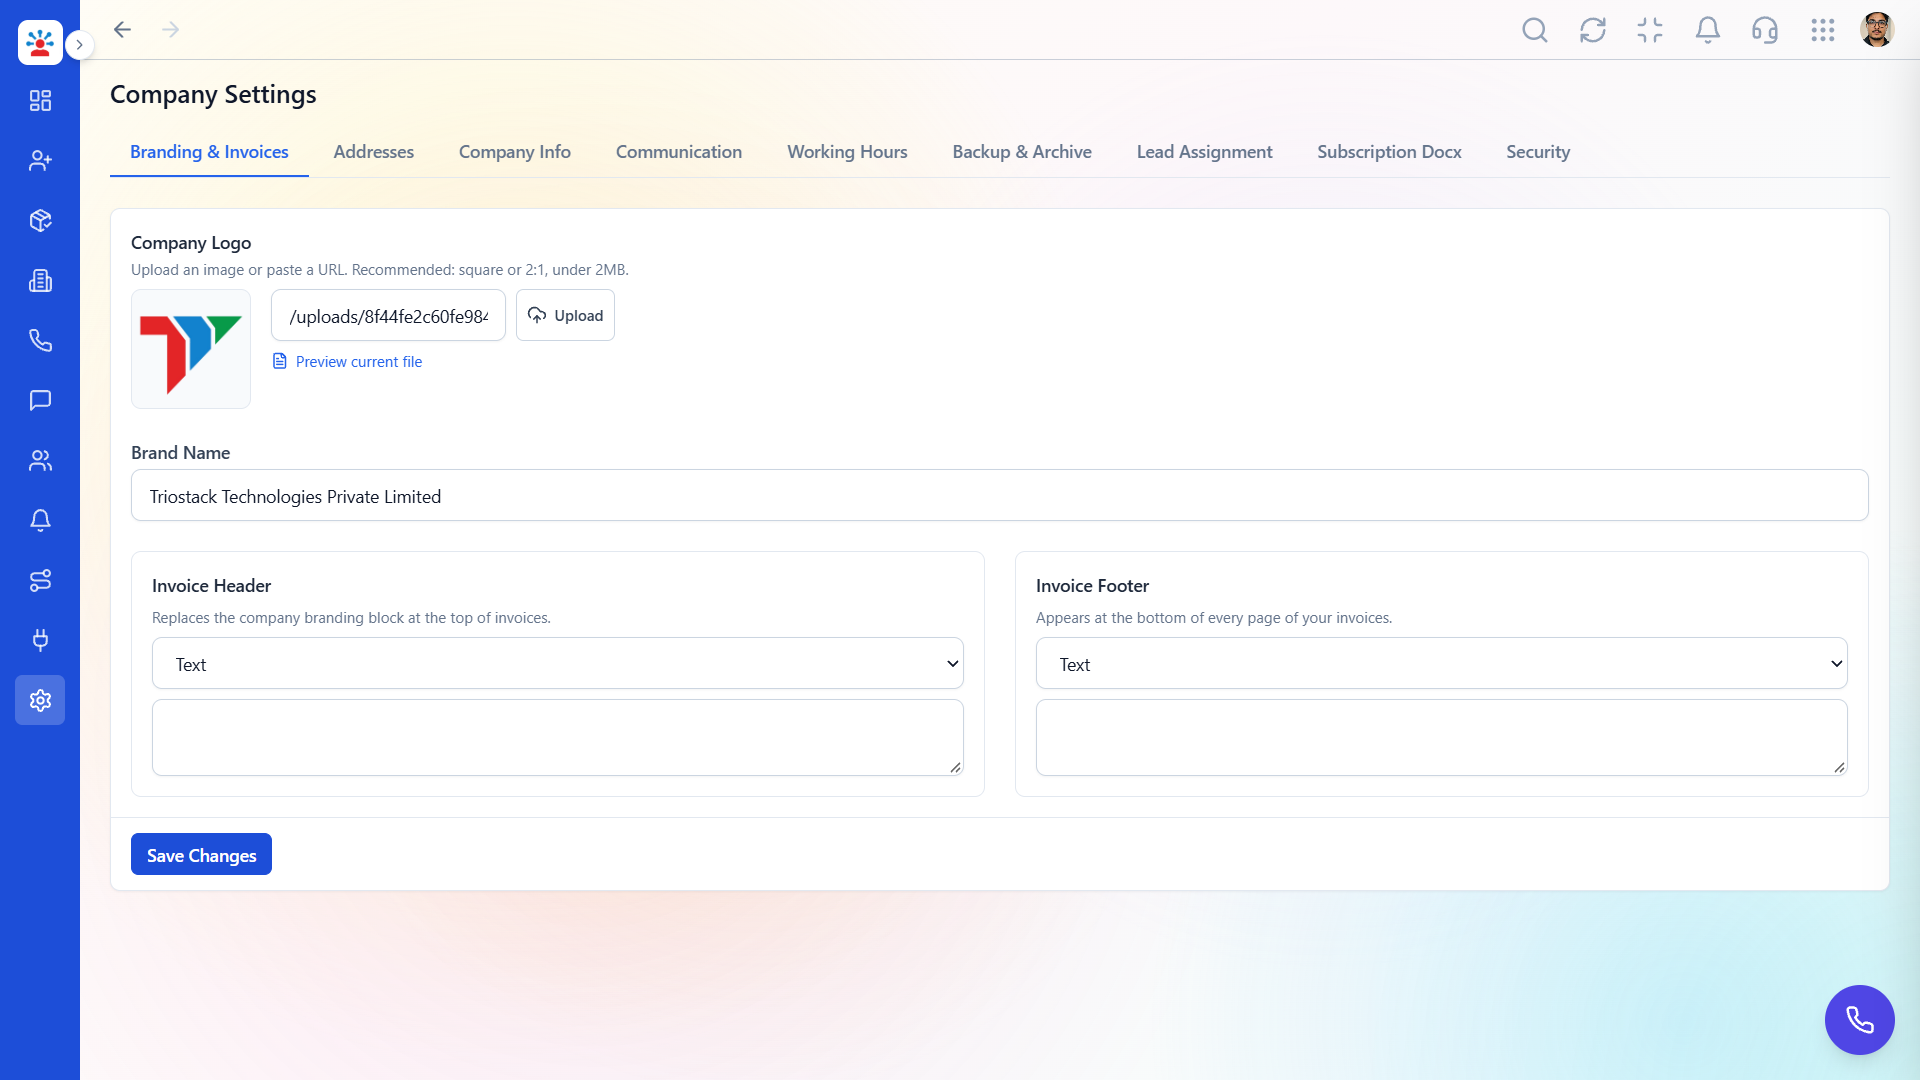 Company Settings
Branding & Invoices
Addresses
Company Info
Communication
Working Hours
Backup & Archive
Lead Assignment
Subscription Docx
Security
Company Logo
Upload an image or paste a URL. Recommended: square or 2:1, under 2MB.
/uploads/8f44fe2c60fe984
Upload
Preview current file
Brand Name
Triostack Technologies Private Limited
Invoice Header
Replaces the company branding block at the top of invoices.
Text
Invoice Footer
Appears at the bottom of every page of your invoices.
Text
Save Changes